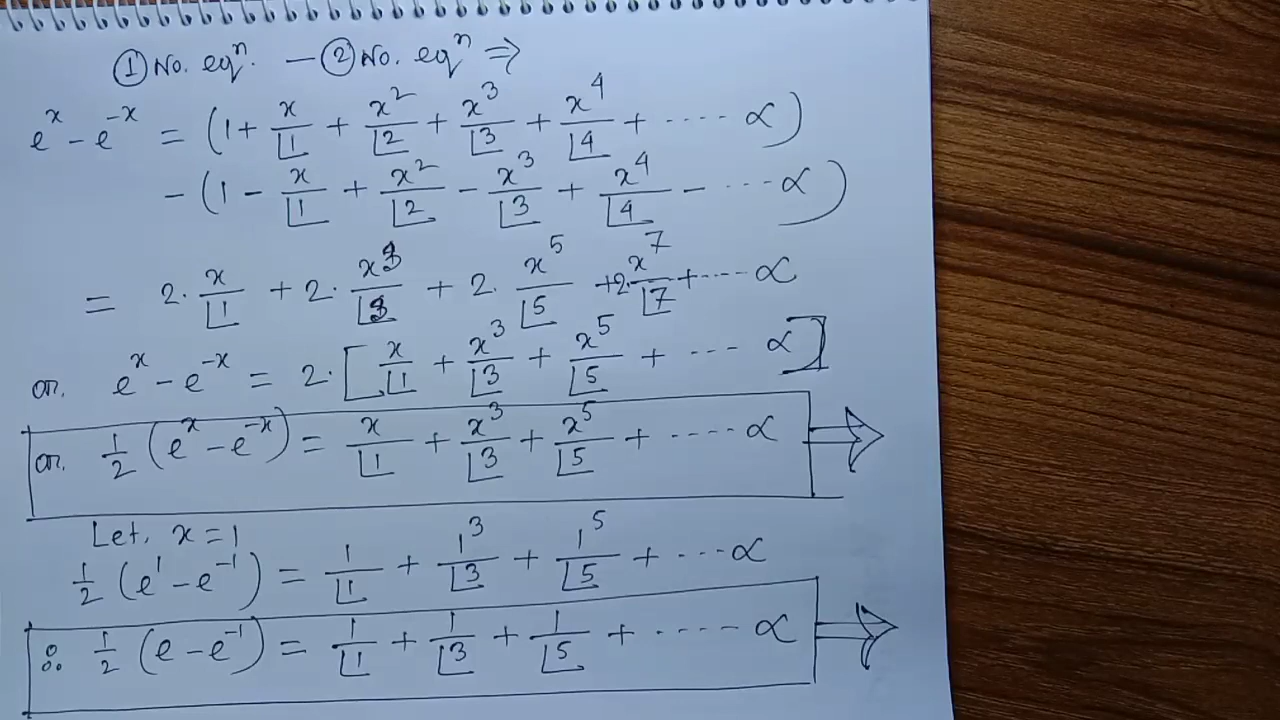 ① No. eqⁿ. — ② No. eqⁿ ⇒
eˣ - e⁻ˣ = (1 + x/⌊1 + x²/⌊2 + x³/⌊3 + x⁴/⌊4 + ---- ∝)
- (1 - x/⌊1 + x²/⌊2 - x³/⌊3 + x⁴/⌊4 - --- ∝)
= 2. x/⌊1 + 2. x³/⌊3 + 2. x⁵/⌊5 + 2. x⁷/⌊7 + ---- ∝
or. eˣ - e⁻ˣ = 2. [x/⌊1 + x³/⌊3 + x⁵/⌊5 + --- ∝]
or. 1/2 (eˣ - e⁻ˣ) = x/⌊1 + x³/⌊3 + x⁵/⌊5 + ---- ∝ ⇒
Let, x = 1
1/2 (e¹ - e⁻¹) = 1/⌊1 + 1³/⌊3 + 1⁵/⌊5 + --- ∝
∴ 1/2 (e - e⁻¹) = 1/⌊1 + 1/⌊3 + 1/⌊5 + ---- ∝ ⇒